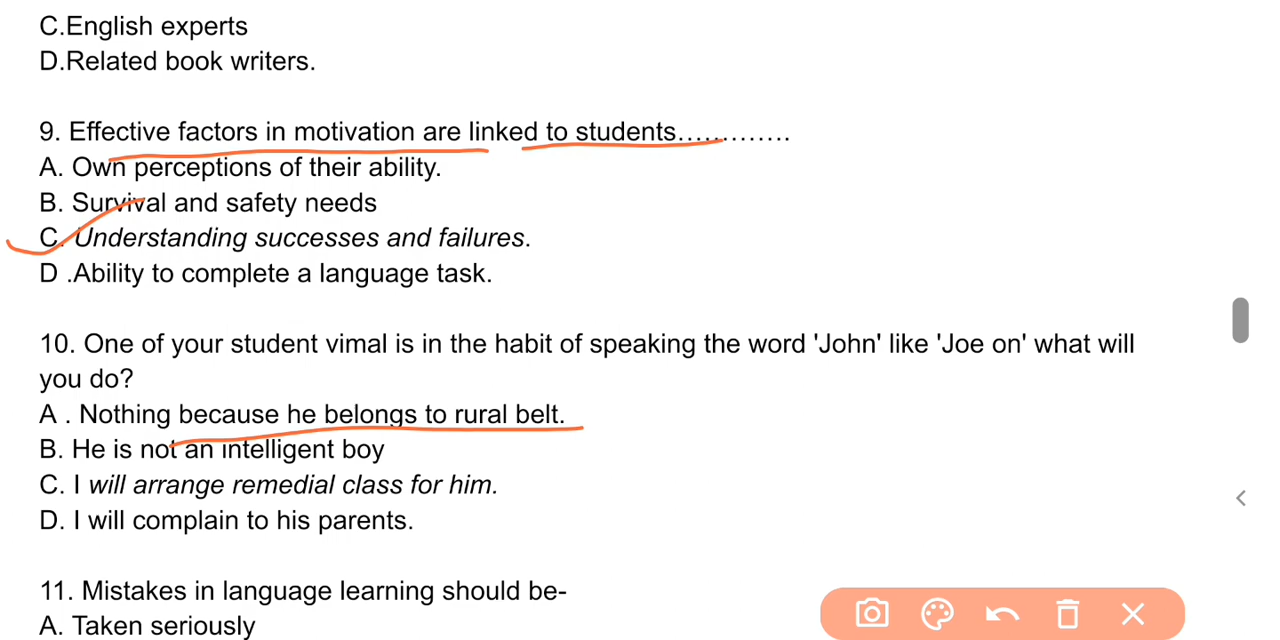 C.English experts
D.Related book writers.
9. Effective factors in motivation are linked to students.............
A. Own perceptions of their ability.
B. Survival and safety needs
C. Understanding successes and failures.
D .Ability to complete a language task.
10. One of your student vimal is in the habit of speaking the word 'John' like 'Joe on' what will
you do?
A . Nothing because he belongs to rural belt.
B. He is not an intelligent boy
C. I will arrange remedial class for him.
D. I will complain to his parents.
11. Mistakes in language learning should be-
A. Taken seriously